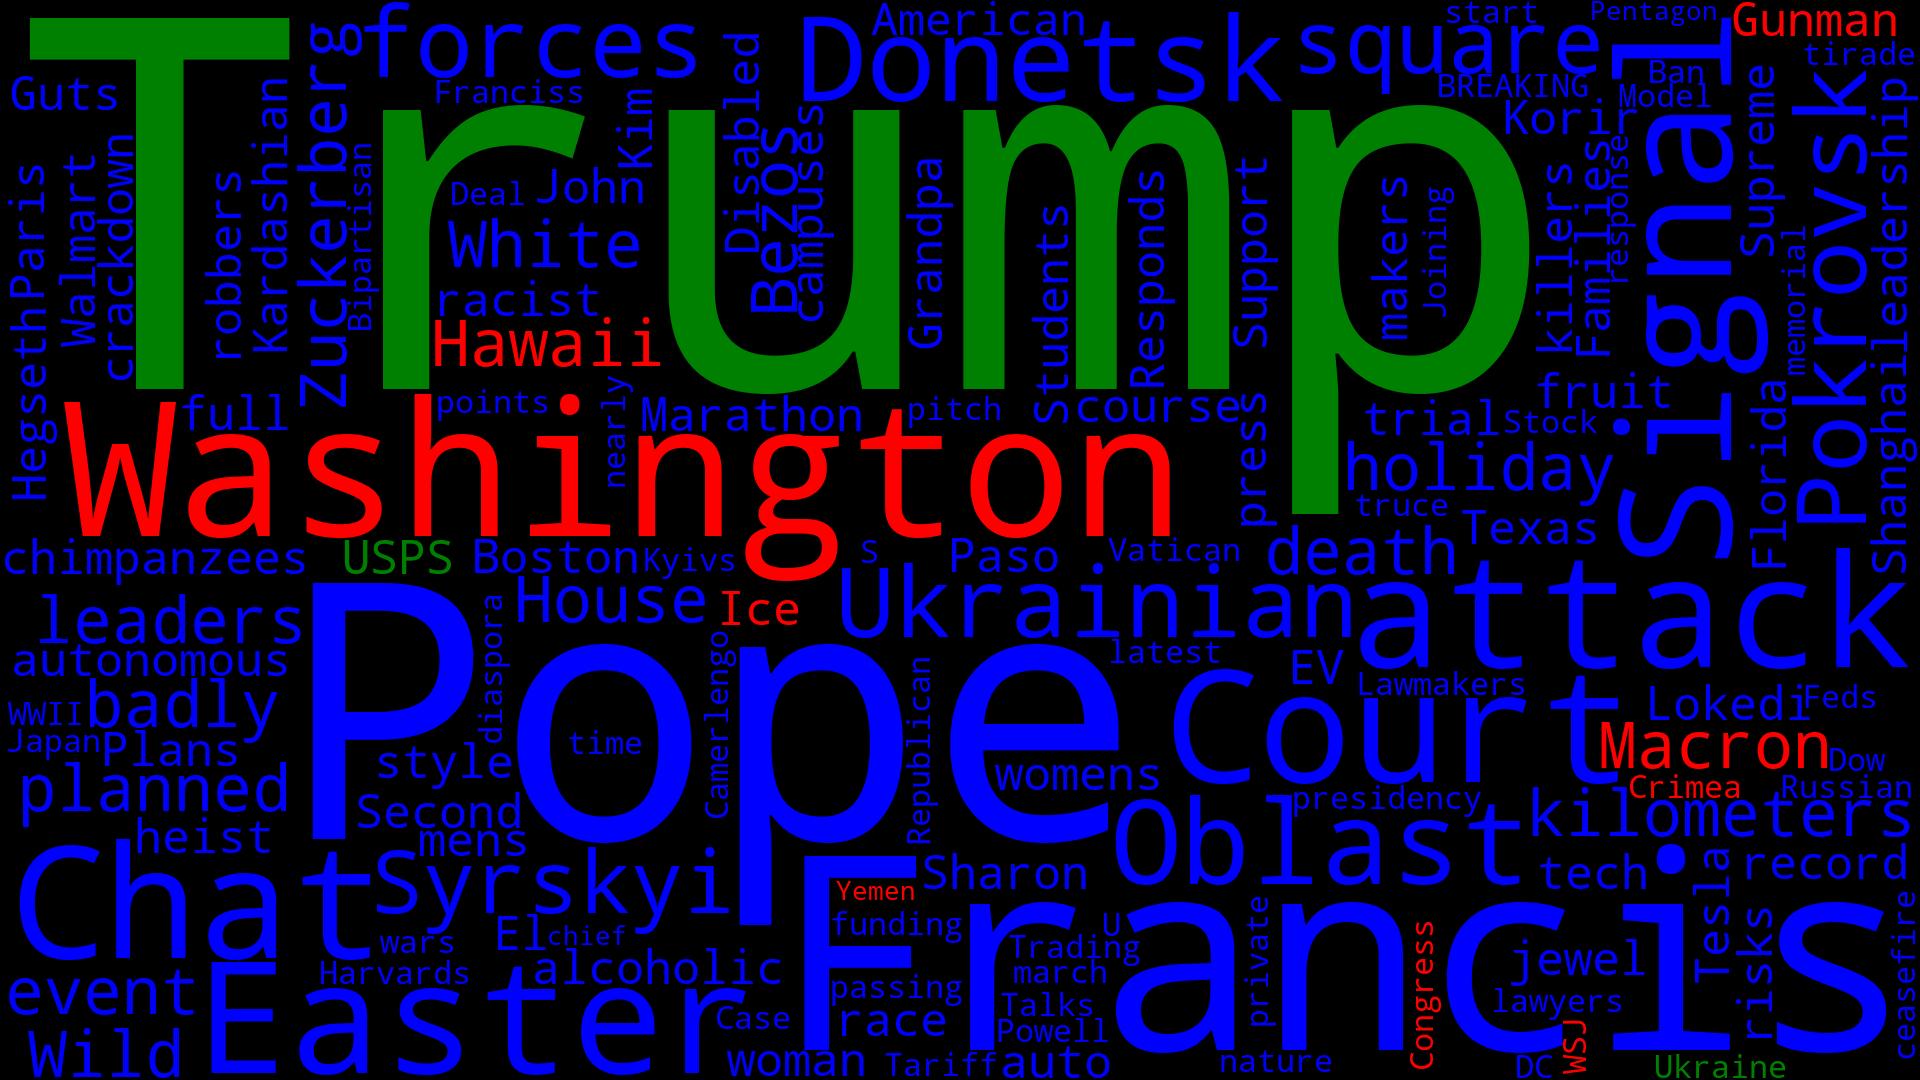 Trump
forces
American
Donetsk
square
start
Pentagon
Gunman
tirade
Guts
Zuckerberg
Franciss
Kim
Disabled
Bezos
campuses
BREAKING
Ban
Model
Korir
Signal
Supreme
Pokrovsk
leadership
Paris
Walmart
crackdown
robbers
Kardashian
Bipartisan
Deal
John
White
racist
Hawaii
Grandpa
Students
Responds
Support
makers
Joining
killers
Families
response
memorial
Hegseth
Washington
full
points
nearly
Marathon
pitch
course
press
trial
Stock
fruit
holiday
truce
Texas
Florida
Shanghai
chimpanzees
USPS
Boston
Kyivs
S
Paso
Vatican
death
attack
leaders
Pope
diaspora
House
Ice
Ukrainian
autonomous
latest
EV
Lawmakers
Court
WWII
badly
Japan
Plans
planned
style
time
Camerlengo
Republican
womens
Lokedi
Feds
Macron
Dow
Crimea
Russian
presidency
kilometers
Second
heist
mens
Chat
Syrskyi
Oblast
Francis
Yemen
Sharon
tech
record
Tesla
risks
ceasefire
wars
El
chief
funding
U
Trading
private
Congress
jewel
event
Easter
Harvards
alcoholic
passing
march
Talks
lawyers
Wild
Case
race
Powell
woman
Tariff
auto
nature
DC
WSJ
Ukraine